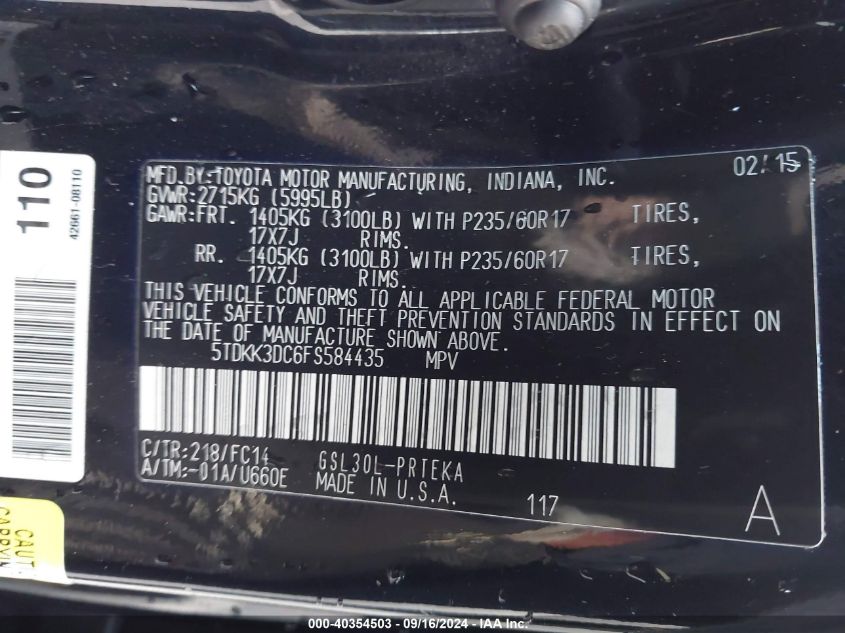 110
42661-08110
MFD.BY:TOYOTA MOTOR MANUFACTURING, INDIANA, INC. 02/15
GVWR:2715KG (5995LB)
GAWR:FRT. 1405KG (3100LB) WITH P235/60R17 TIRES,
17X7J RIMS.
RR. 1405KG (3100LB) WITH P235/60R17 TIRES,
17X7J RIMS.
THIS VEHICLE CONFORMS TO ALL APPLICABLE FEDERAL MOTOR
VEHICLE SAFETY AND THEFT PREVENTION STANDARDS IN EFFECT ON
THE DATE OF MANUFACTURE SHOWN ABOVE.
5TDKK3DC6FS584435 MPV
C/TR:218/FC14 GSL30L-PRTEKA
A/TM:-01A/U660E MADE IN U.S.A.
117 A
000-40354503 - 09/16/2024 - IAA Inc.